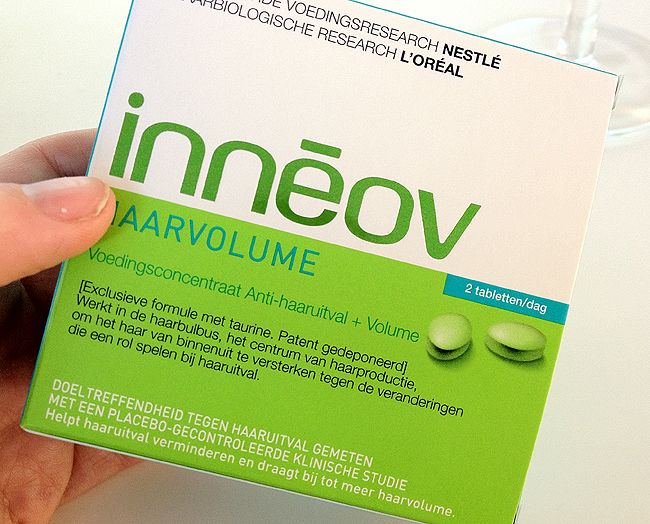 DE VOEDINGSRESEARCH NESTLÉ
ARBIOLOGISCHE RESEARCH L'ORÉAL
innēov
HAARVOLUME
2 tabletten/dag
Voedingsconcentraat Anti-haaruitval + Volume
[Exclusieve formule met taurine. Patent gedeponeerd]
Werkt in de haarbulbus, het centrum van haarproductie,
om het haar van binnenuit te versterken tegen de veranderingen
die een rol spelen bij haaruitval.
DOELTREFFENDHEID TEGEN HAARUITVAL GEMETEN
MET EEN PLACEBO-GECONTROLEERDE KLINISCHE STUDIE
Helpt haaruitval verminderen en draagt bij tot meer haarvolume.